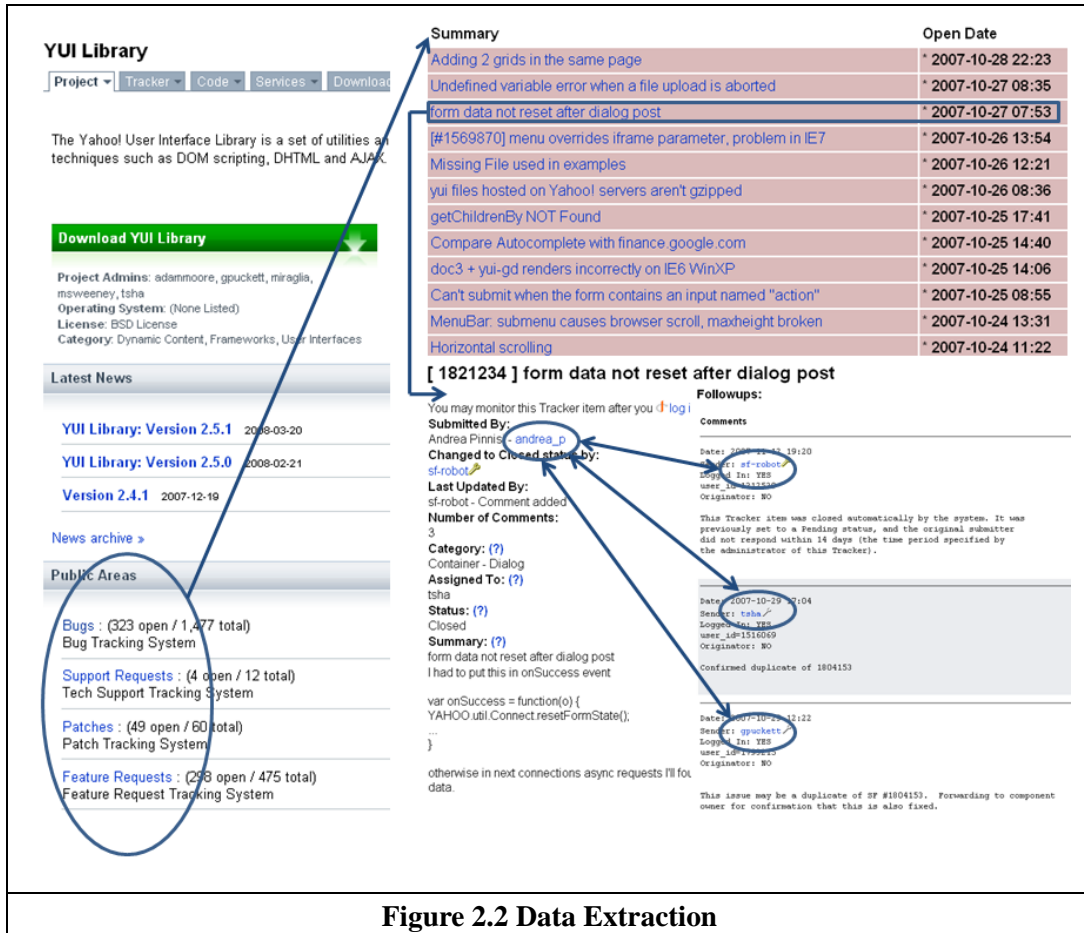 YUI Library
Project Tracker Code Services Download
The Yahoo! User Interface Library is a set of utilities an
techniques such as DOM scripting, DHTML and AJAX.
Download YUI Library
Project Admins: adammoore, gpuckett, miraglia,
msweeney, tsha
Operating System: (None Listed)
License: BSD License
Category: Dynamic Content, Frameworks, User Interfaces
Latest News
YUI Library: Version 2.5.1 2008-03-20
YUI Library: Version 2.5.0 2008-02-21
Version 2.4.1 2007-12-19
News archive »
Public Areas
Bugs : (323 open / 1,477 total)
Bug Tracking System
Support Requests : (4 open / 12 total)
Tech Support Tracking System
Patches : (49 open / 60 total)
Patch Tracking System
Feature Requests : (298 open / 475 total)
Feature Request Tracking System
Summary Open Date
Adding 2 grids in the same page * 2007-10-28 22:23
Undefined variable error when a file upload is aborted * 2007-10-27 08:35
form data not reset after dialog post * 2007-10-27 07:53
[#1569870] menu overrides iframe parameter, problem in IE7 * 2007-10-26 13:54
Missing File used in examples * 2007-10-26 12:21
yui files hosted on Yahoo! servers aren't gzipped * 2007-10-26 08:36
getChildrenBy NOT Found * 2007-10-25 17:41
Compare Autocomplete with finance.google.com * 2007-10-25 14:40
doc3 + yui-gd renders incorrectly on IE6 WinXP * 2007-10-25 14:06
Can't submit when the form contains an input named "action" * 2007-10-25 08:55
MenuBar: submenu causes browser scroll, maxheight broken * 2007-10-24 13:31
Horizontal scrolling * 2007-10-24 11:22
[ 1821234 ] form data not reset after dialog post
You may monitor this Tracker item after you log i
Submitted By:
Andrea Pinnisi - andrea_p
Changed to Closed status by:
sf-robot
Last Updated By:
sf-robot - Comment added
Number of Comments:
3
Category: (?)
Container - Dialog
Assigned To: (?)
tsha
Status: (?)
Closed
Summary: (?)
form data not reset after dialog post
I had to put this in onSuccess event
var onSuccess = function(o) {
YAHOO.util.Connect.resetFormState();
...
}
otherwise in next connections async requests I'll fou
data.
Followups:
Comments
Date: 19:20
Sender: sf-robot
Logged In: YES
Originator: NO
This Tracker item was closed automatically by the system. It was
previously set to a Pending status, and the original submitter
did not respond within 14 days (the time period specified by
the administrator of this Tracker).
Date: 2007-10-29
Sender: tsha
Logged In: YES
user_id=1516069
Originator: NO
Confirmed duplicate of 1804153
Date: 2007-10-29 12:22
Sender: gpuckett
Logged In: YES
Originator: NO
This issue may be a duplicate of SF #1804153. Forwarding to component
owner for confirmation that this is also fixed.
Figure 2.2 Data Extraction